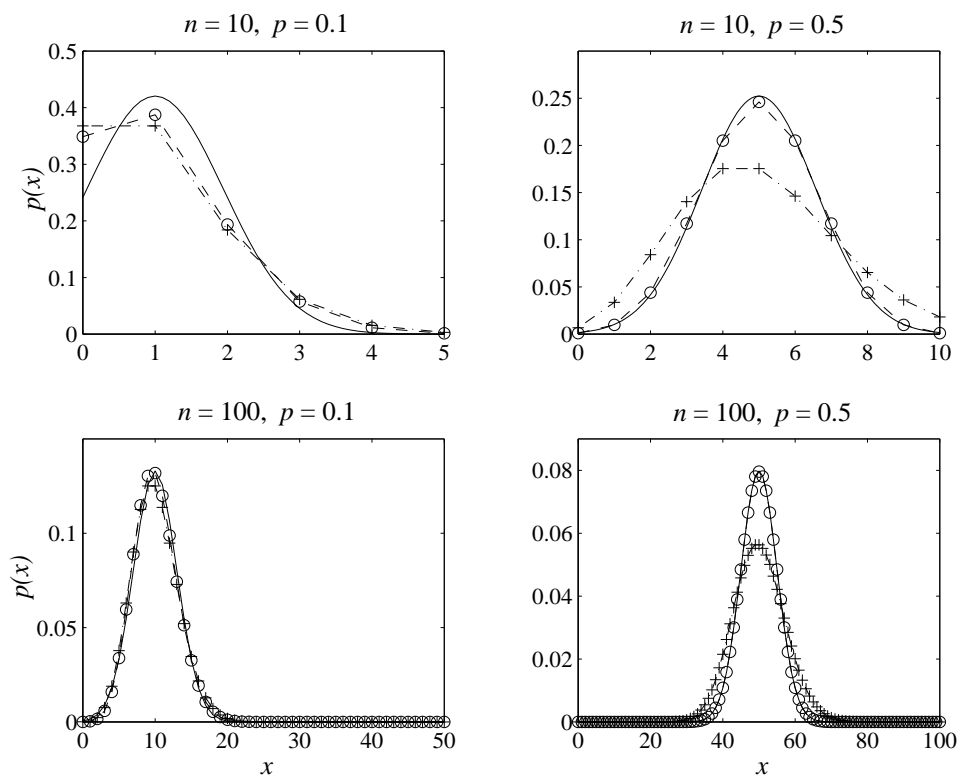 n = 10, p = 0.1
0.5
0.4
0.3
0.2
0.1
0
p(x)
0 1 2 3 4 5
n = 10, p = 0.5
0.25
0.2
0.15
0.1
0.05
0
0 2 4 6 8 10
n = 100, p = 0.1
0.1
0.05
0
p(x)
0 10 20 30 40 50
x
n = 100, p = 0.5
0.08
0.06
0.04
0.02
0
0 20 40 60 80 100
x